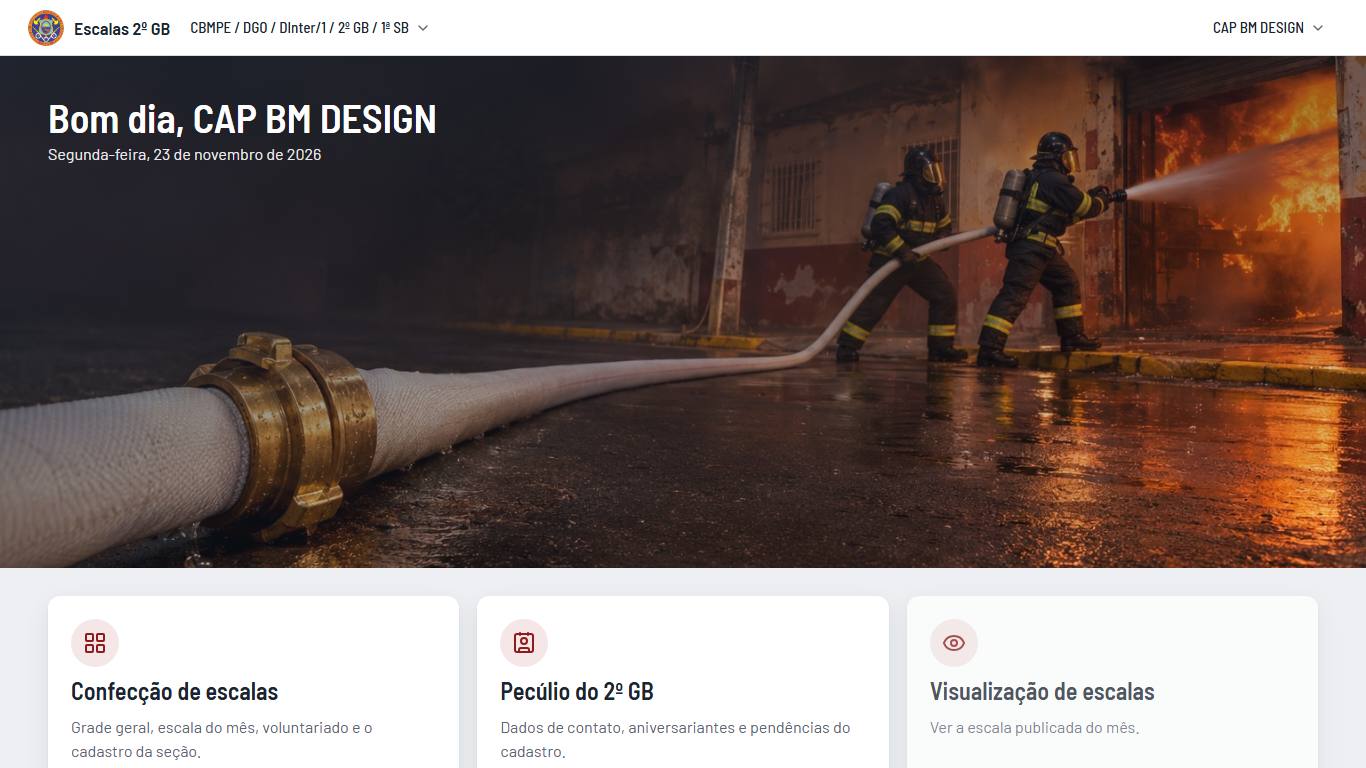 Escalas 2º GB
CBMPE / DGO / DInter/1 / 2º GB / 1ª SB
CAP BM DESIGN
Bom dia, CAP BM DESIGN
Segunda-feira, 23 de novembro de 2026
Confecção de escalas
Grade geral, escala do mês, voluntariado e o
cadastro da seção.
Pecúlio do 2º GB
Dados de contato, aniversariantes e pendências do
cadastro.
Visualização de escalas
Ver a escala publicada do mês.